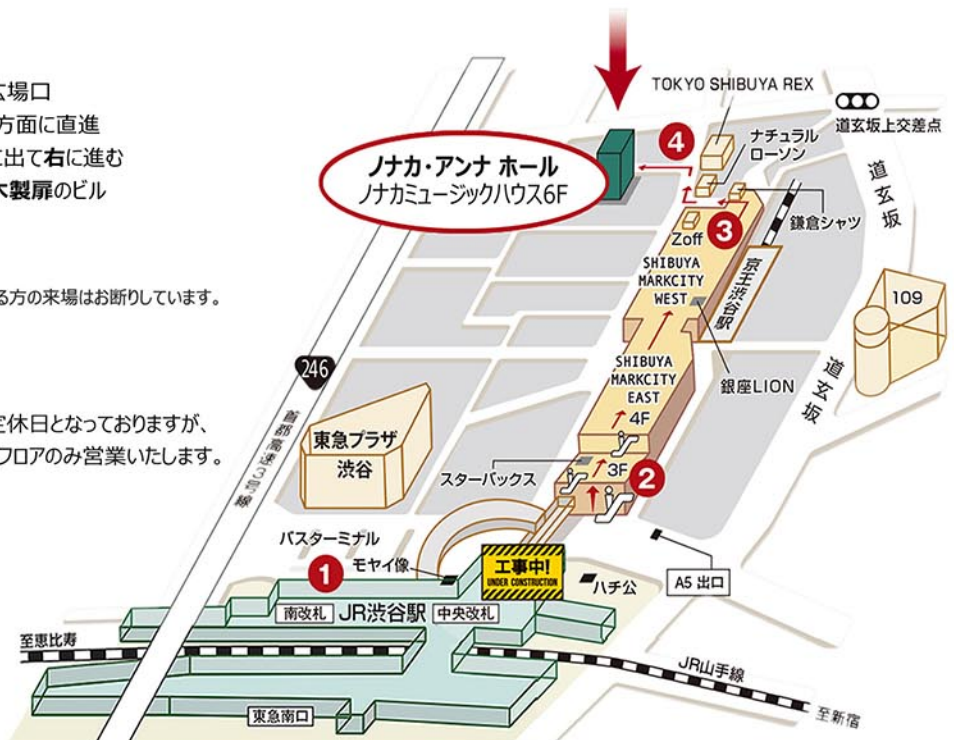 広場口
方面に直進
に出て右に進む
木製扉のビル
る方の来場はお断りしています。
定休日となっておりますが、
フロアのみ営業いたします。
TOKYO SHIBUYA REX
道玄坂上交差点
4
ナチュラル
ローソン
ノナカ・アンナ ホール
ノナカミュージックハウス6F
道玄坂
鎌倉シャツ
3
Zoff
SHIBUYA
MARKCITY
WEST
京王渋谷駅
109
246
SHIBUYA
MARKCITY
EAST
銀座LION
道玄坂
4F
首都高速3号線
東急プラザ
渋谷
スターバックス
3F
2
バスターミナル
1
モヤイ像
工事中!
UNDER CONSTRUCTION
ハチ公
A5 出口
南改札
JR渋谷駅
中央改札
至恵比寿
JR山手線
東急南口
至新宿